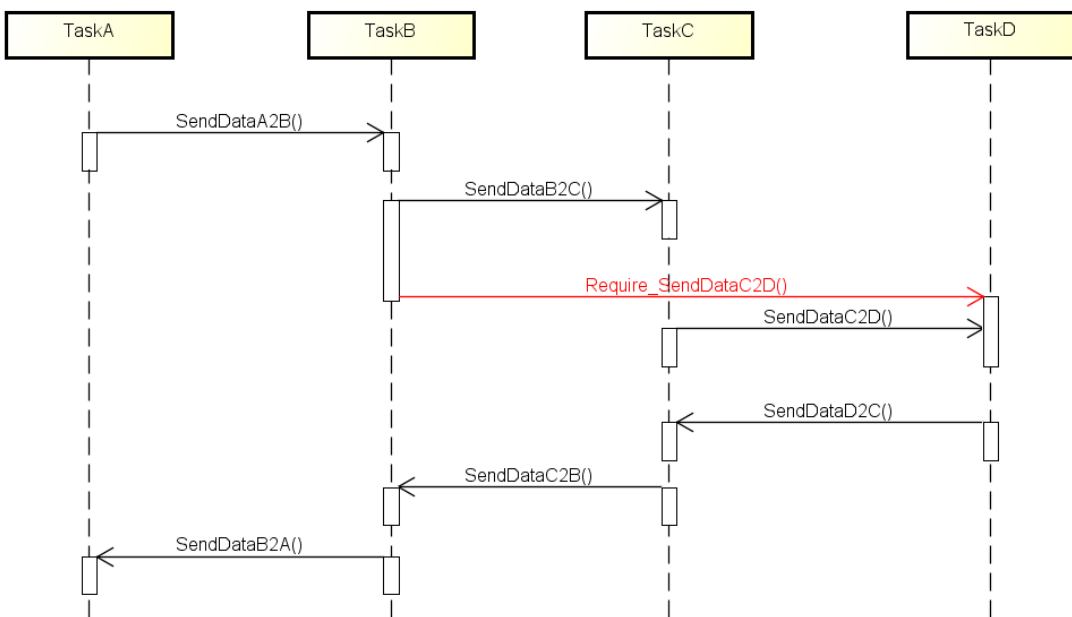 TaskA
TaskB
TaskC
TaskD
SendDataA2B()
SendDataB2C()
Require_SendDataC2D()
SendDataC2D()
SendDataD2C()
SendDataC2B()
SendDataB2A()